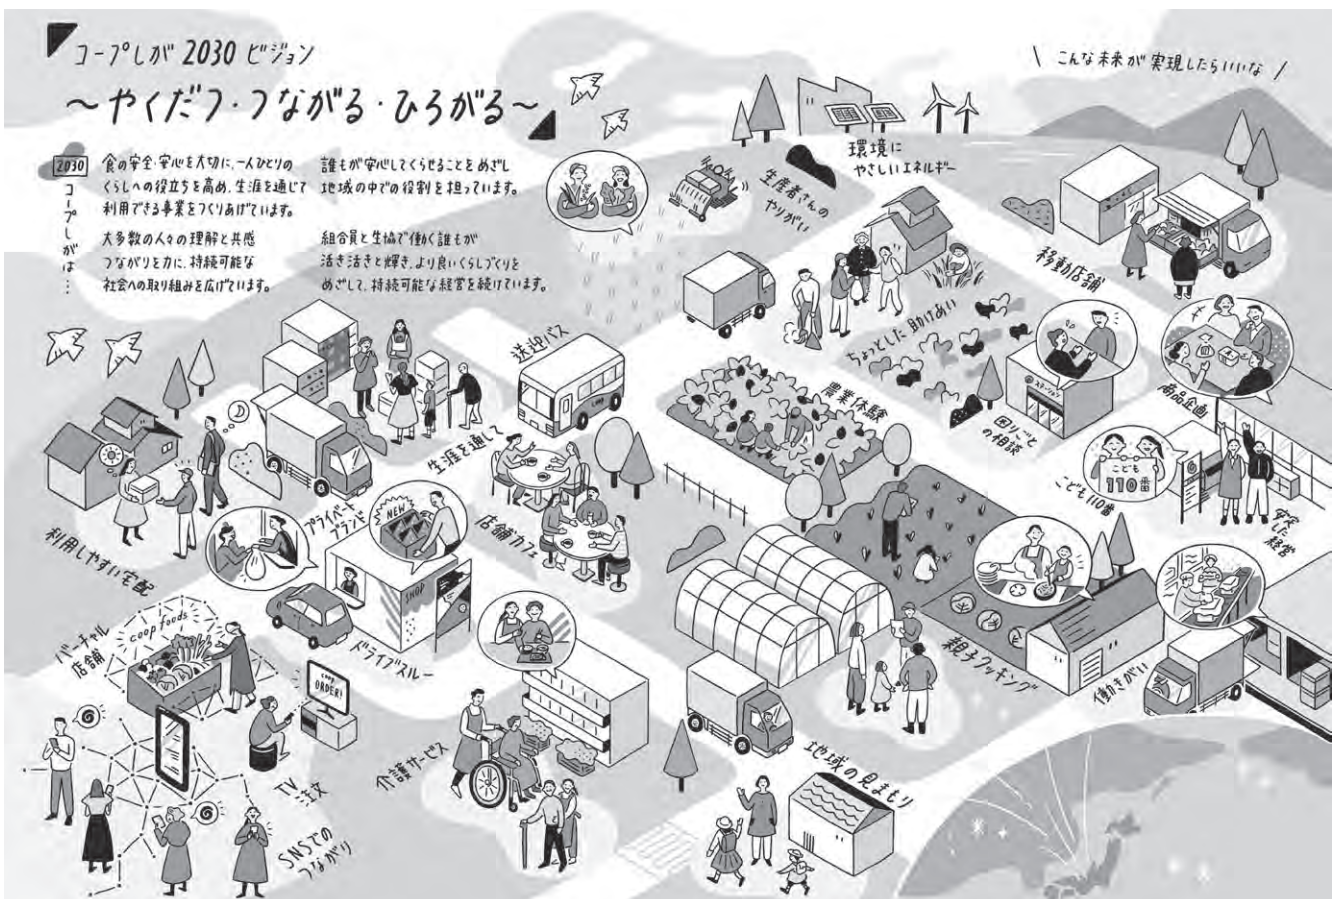 コープしが 2030 ビジョン
～やくだつ・つながる・ひろがる～
こんな未来が実現したらいいな
2030
コープしがは…
食の安全・安心を大切に、一人ひとりの
くらしへの役立ちを高め、生涯を通じて
利用できる事業をつくりあげています。
誰もが安心してくらせることをめざし
地域の中での役割を担っています。
大多数の人々の理解と共感
つながりを力に、持続可能な
社会への取り組みを広げています。
組合員と生協で働く誰もが
活き活きと輝き、より良いくらしづくりを
めざして、持続可能な経営を続けています。
環境に
やさしいエネルギー
生産者さんの
やりがい
移動店舗
送迎バス
ちょっとした助けあい
農業体験
ステーション
困りごと
の相談
商品企画
こども
110番
こども110番
安定した
経営
生涯を通して
利用しやすい宅配
プライベート
ブランド
NEW
SHOP
店舗カフェ
ドライブスルー
バーチャル
店舗
coop foods
coop
ORDER!
TV
注文
SNSでの
つながり
介護サービス
親子クッキング
働きがい
地域の見まもり